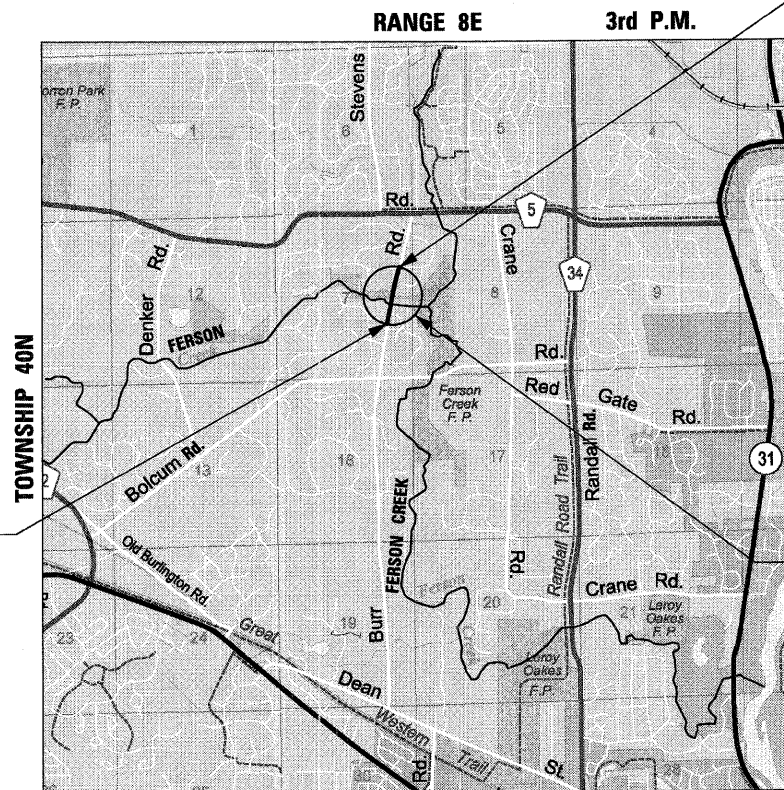 RANGE 8E
3rd P.M.
TOWNSHIP 40N
F. P.
Stevens
1
6
5
4
Rd.
5
Rd.
Crane
34
Denker Rd.
12
7
8
9
FERSON
Rd.
Ferson
Creek
F. P.
Red Gate Rd.
Randall Rd.
31
Bolcum Rd.
13
17
FERSON CREEK
Randall Road Trail
Old Burlington Rd.
Rd.
Crane Rd.
Ferson
Creek
20
21
Leroy
Oakes
F. P.
19
Burr
23
24
Great
Western
Trail
Leroy
Oakes
F.P.
Dean
St.
Rd.